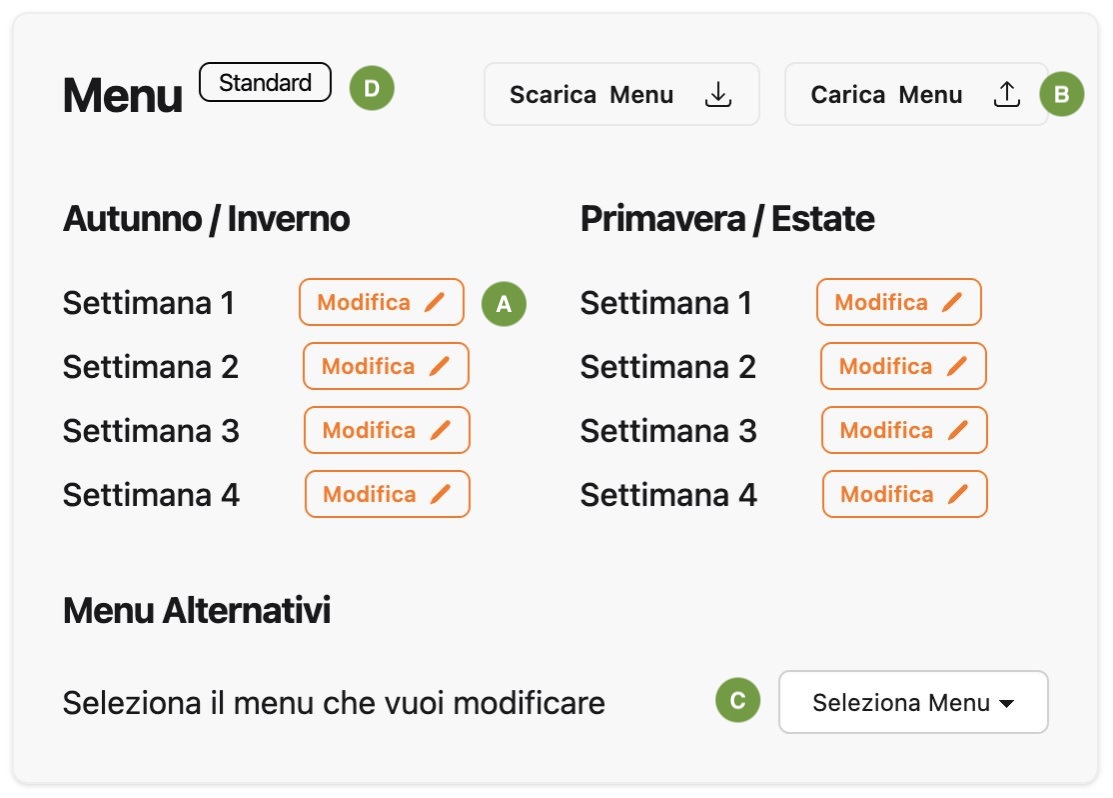 Menu Standard D Scarica Menu Carica Menu B
Autunno / Inverno Primavera / Estate
Settimana 1 Modifica A Settimana 1 Modifica
Settimana 2 Modifica Settimana 2 Modifica
Settimana 3 Modifica Settimana 3 Modifica
Settimana 4 Modifica Settimana 4 Modifica
Menu Alternativi
Seleziona il menu che vuoi modificare C Seleziona Menu